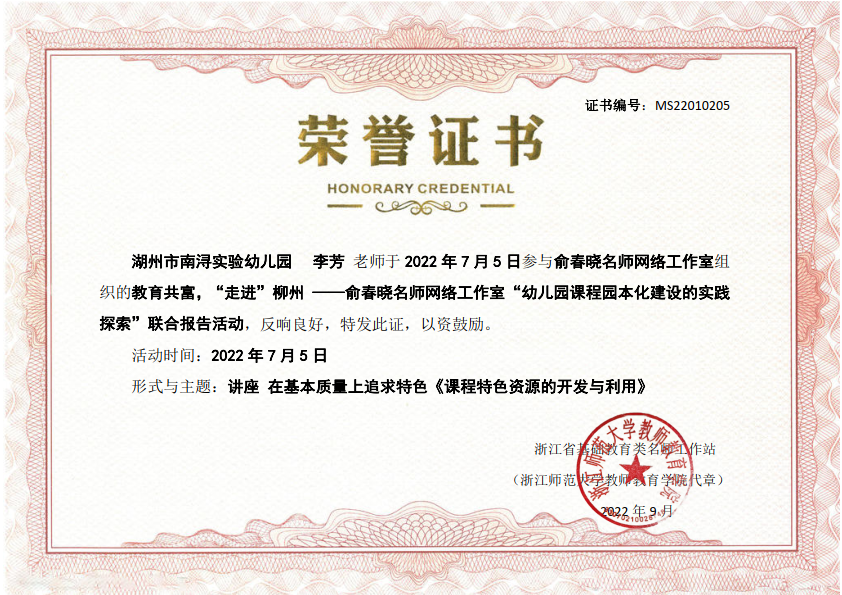 证书编号：MS22010205
荣誉证书
HONORARY CREDENTIAL
湖州市南浔实验幼儿园 李芳 老师于 2022 年 7 月 5 日参与俞春晓名师网络工作室组
织的教育共富，“走进”柳州 ——俞春晓名师网络工作室“幼儿园课程园本化建设的实践
探索”联合报告活动，反响良好，特发此证，以资鼓励。
活动时间：2022 年 7 月 5 日
形式与主题：讲座 在基本质量上追求特色《课程特色资源的开发与利用》
浙江省基础教育类名师工作站
（浙江师范大学教师教育学院代章）
2022 年 9 月
浙江师范大学教师教育学院